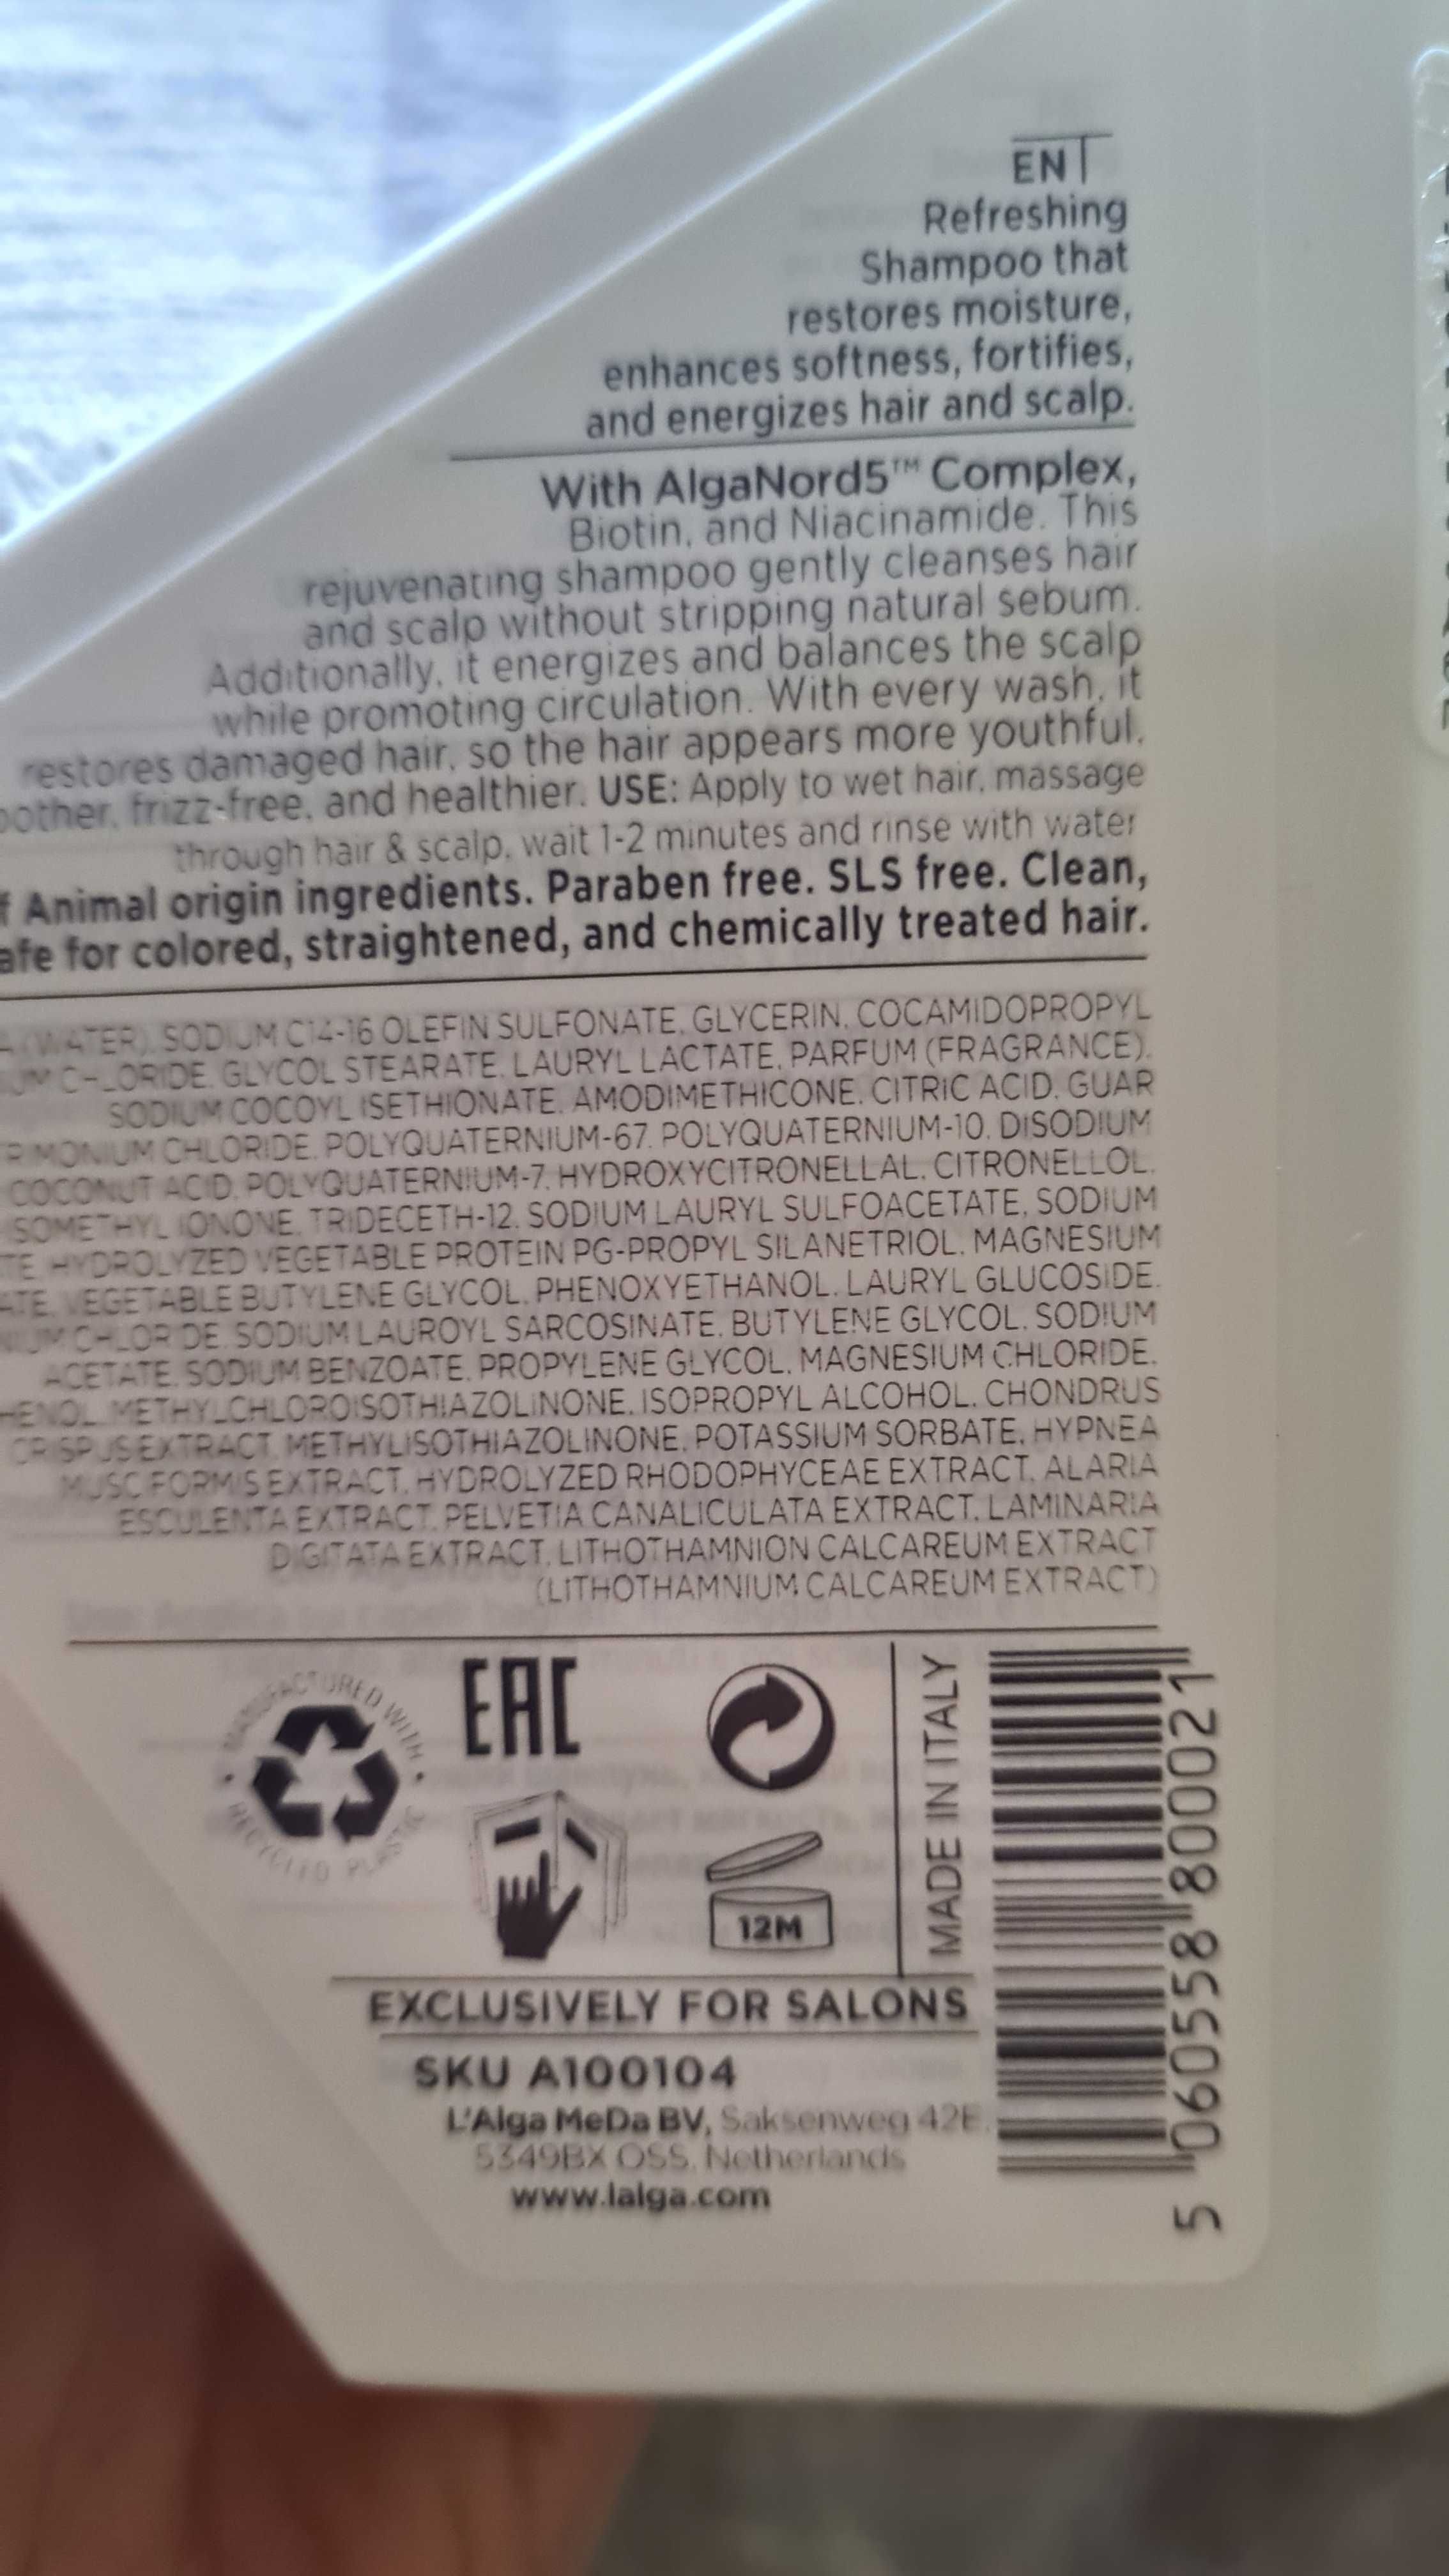 EN
Refreshing
Shampoo that
restores moisture,
enhances softness, fortifies,
and energizes hair and scalp.
With AlgaNord5™ Complex,
Biotin, and Niacinamide. This
rejuvenating shampoo gently cleanses hair
and scalp without stripping natural sebum.
Additionally, it energizes and balances the scalp
while promoting circulation. With every wash, it
restores damaged hair, so the hair appears more youthful,
frizz-free, and healthier. USE: Apply to wet hair, massage
through hair & scalp, wait 1-2 minutes and rinse with water
Animal origin ingredients. Paraben free. SLS free. Clean,
for colored, straightened, and chemically treated hair.
(WATER), SODIUM C14-16 OLEFIN SULFONATE, GLYCERIN, COCAMIDOPROPYL
CHLORIDE, GLYCOL STEARATE, LAURYL LACTATE, PARFUM (FRAGRANCE),
SODIUM COCOYL ISETHIONATE, AMODIMETHICONE, CITRIC ACID, GUAR
CHLORIDE, POLYQUATERNIUM-67, POLYQUATERNIUM-10, DISODIUM
COCONUT ACID, POLYQUATERNIUM-7, HYDROXYCITRONELLAL, CITRONELLOL,
IONONE, TRIDECETH-12, SODIUM LAURYL SULFOACETATE, SODIUM
HYDROLYZED VEGETABLE PROTEIN PG-PROPYL SILANETRIOL, MAGNESIUM
VEGETABLE BUTYLENE GLYCOL, PHENOXYETHANOL, LAURYL GLUCOSIDE,
CHLORIDE, SODIUM LAUROYL SARCOSINATE, BUTYLENE GLYCOL, SODIUM
ACETATE, SODIUM BENZOATE, PROPYLENE GLYCOL, MAGNESIUM CHLORIDE,
METHYLCHLOROISOTHIAZOLINONE, ISOPROPYL ALCOHOL, CHONDRUS
CRISPUS EXTRACT, METHYLISOTHIAZOLINONE, POTASSIUM SORBATE, HYPNEA
MUSCIFORMIS EXTRACT, HYDROLYZED RHODOPHYCEAE EXTRACT, ALARIA
ESCULENTA EXTRACT, PELVETIA CANALICULATA EXTRACT, LAMINARIA
DIGITATA EXTRACT, LITHOTHAMNION CALCAREUM EXTRACT
(LITHOTHAMNIUM CALCAREUM EXTRACT)
MANUFACTURED WITH
RECYCLED PLASTIC
EAC
12M
MADE IN ITALY
5 060558 800021
EXCLUSIVELY FOR SALONS
SKU A100104
L'Alga MeDa BV, Saksenweg 42E,
5349BX OSS, Netherlands
www.lalga.com